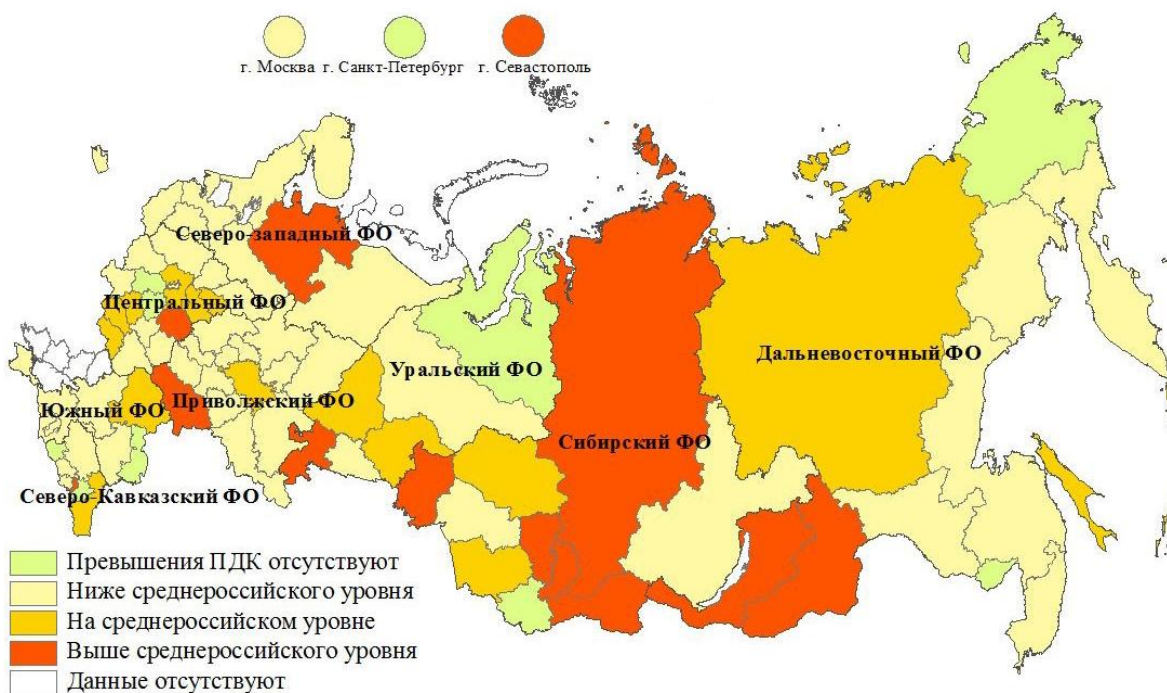 г. Москва г. Санкт-Петербург г. Севастополь
Северо-западный ФО
Центральный ФО
Уральский ФО
Дальневосточный ФО
Южный ФО
Приволжский ФО
Сибирский ФО
Северо-Кавказский ФО
Превышения ПДК отсутствуют
Ниже среднероссийского уровня
На среднероссийском уровне
Выше среднероссийского уровня
Данные отсутствуют